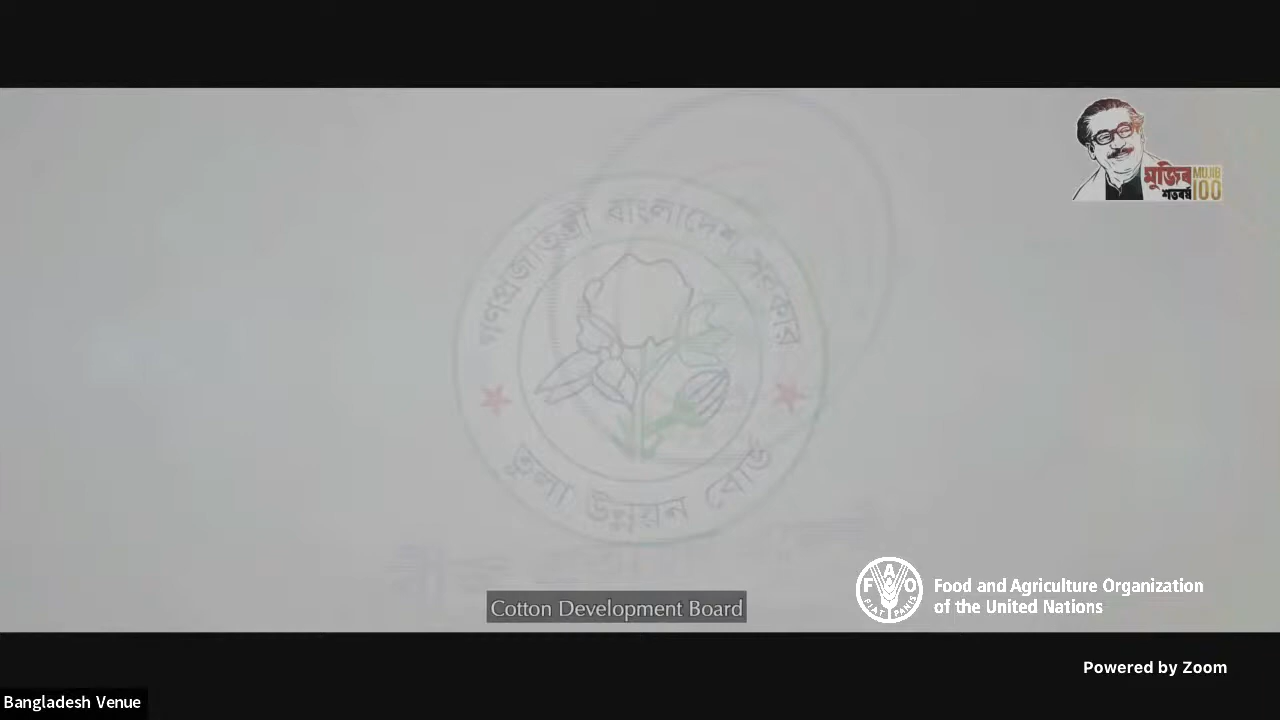 মুজিব
MUJIB
শতবর্ষ
100
গণপ্রজাতন্ত্রী বাংলাদেশ সরকার
তুলা উন্নয়ন বোর্ড
Cotton Development Board
FAO
FIAT PANIS
Food and Agriculture Organization
of the United Nations
Powered by Zoom
Bangladesh Venue